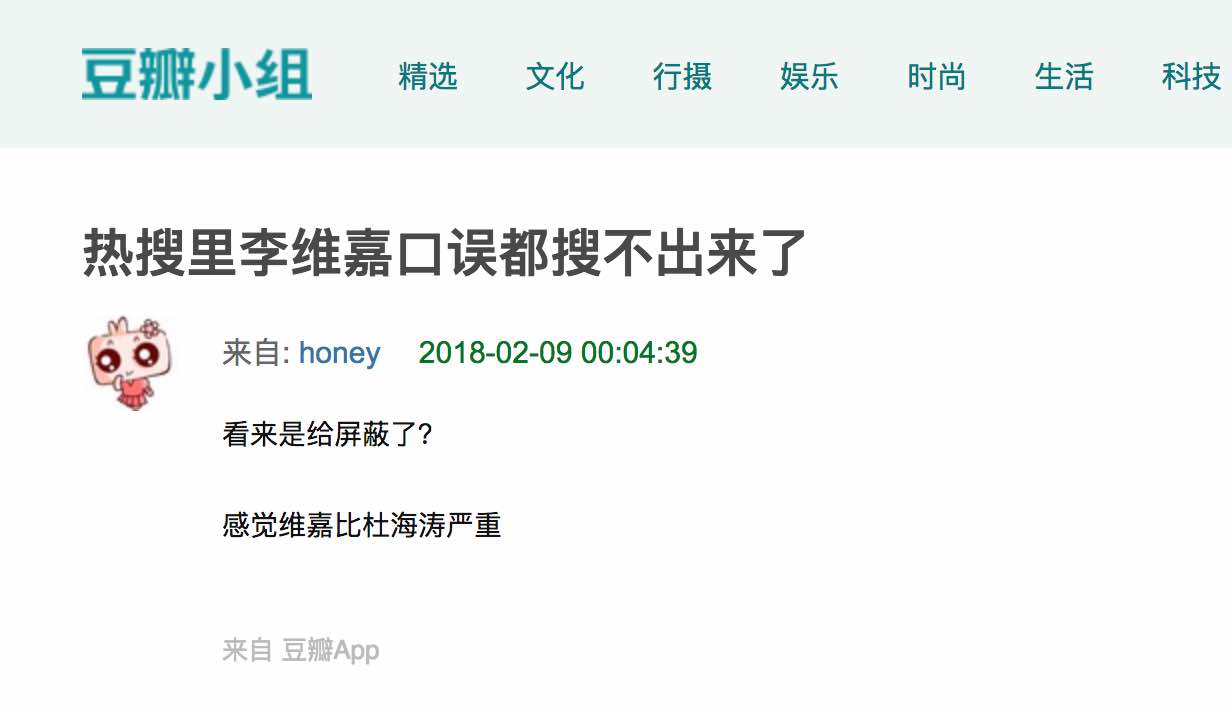 豆瓣小组 精选 文化 行摄 娱乐 时尚 生活 科技
热搜里李维嘉口误都搜不出来了
来自: honey 2018-02-09 00:04:39
看来是给屏蔽了?
感觉维嘉比杜海涛严重
来自 豆瓣App